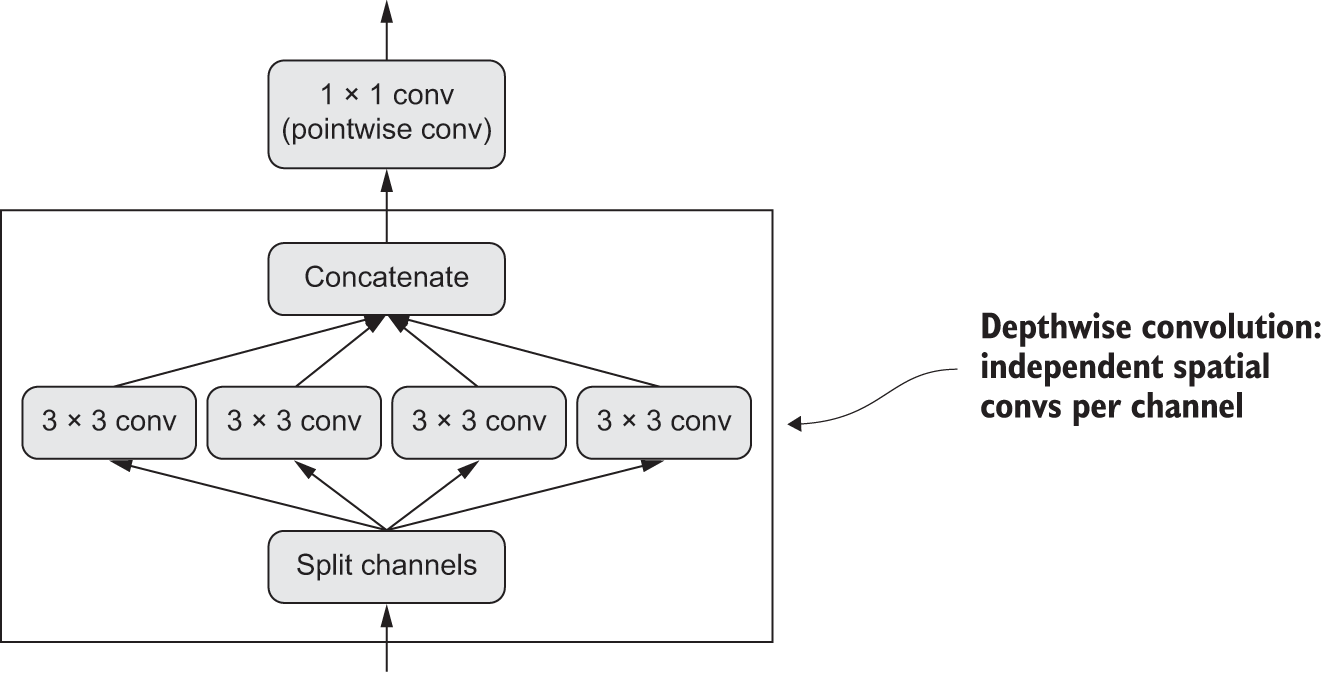 1 × 1 conv
(pointwise conv)
Concatenate
3 × 3 conv
3 × 3 conv
3 × 3 conv
3 × 3 conv
Split channels
Depthwise convolution:
independent spatial
convs per channel